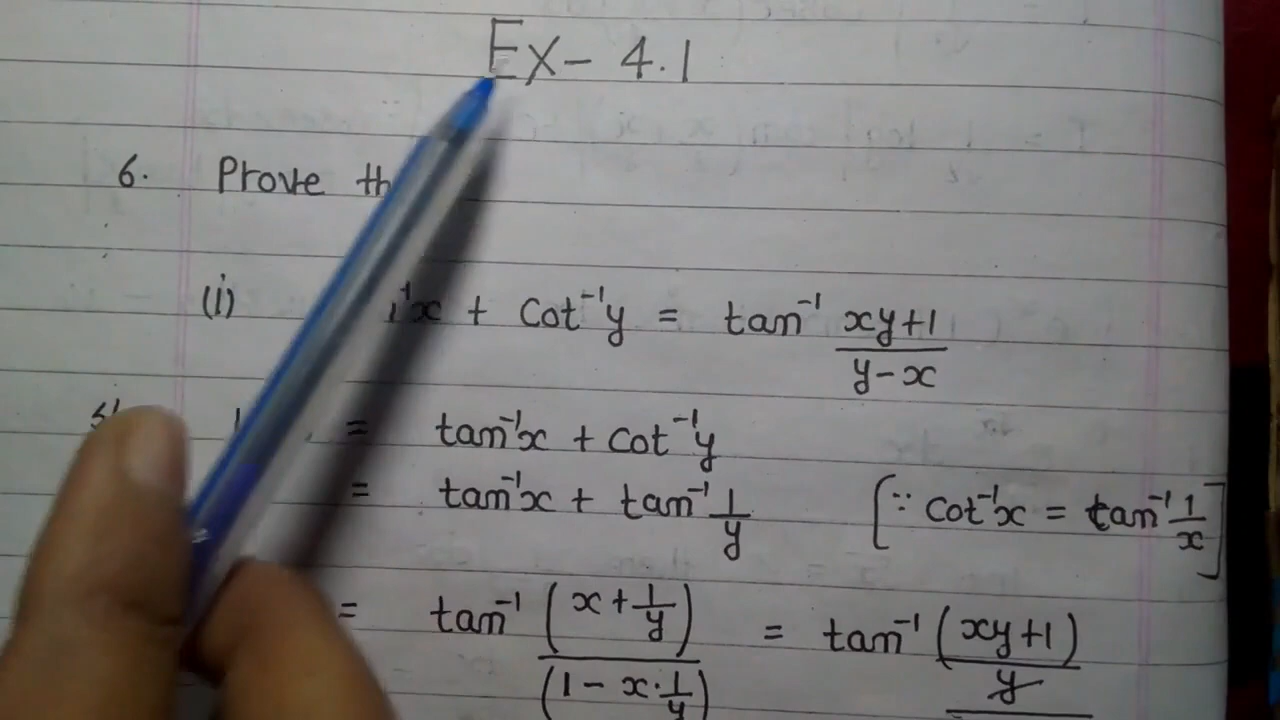 Ex - 4.1
6. Prove th
(i) x + Cot⁻¹y = tan⁻¹ (xy+1)/(y-x)
= tan⁻¹x + Cot⁻¹y
= tan⁻¹x + tan⁻¹ 1/y [∵ Cot⁻¹x = tan⁻¹ 1/x]
= tan⁻¹ (x + 1/y)/(1 - x·1/y) = tan⁻¹ (xy+1)/y